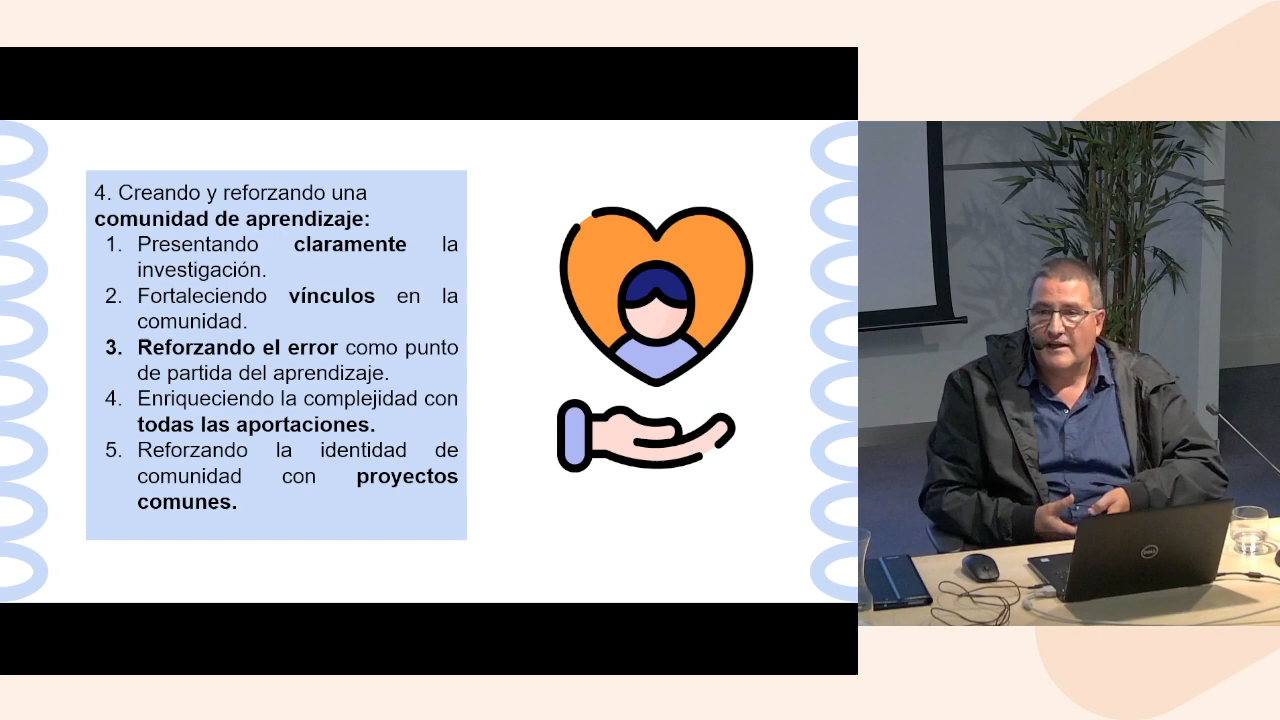 4. Creando y reforzando una
comunidad de aprendizaje:
1. Presentando claramente la
investigación.
2. Fortaleciendo vínculos en la
comunidad.
3. Reforzando el error como punto
de partida del aprendizaje.
4. Enriqueciendo la complejidad con
todas las aportaciones.
5. Reforzando la identidad de
comunidad con proyectos
comunes.
DELL